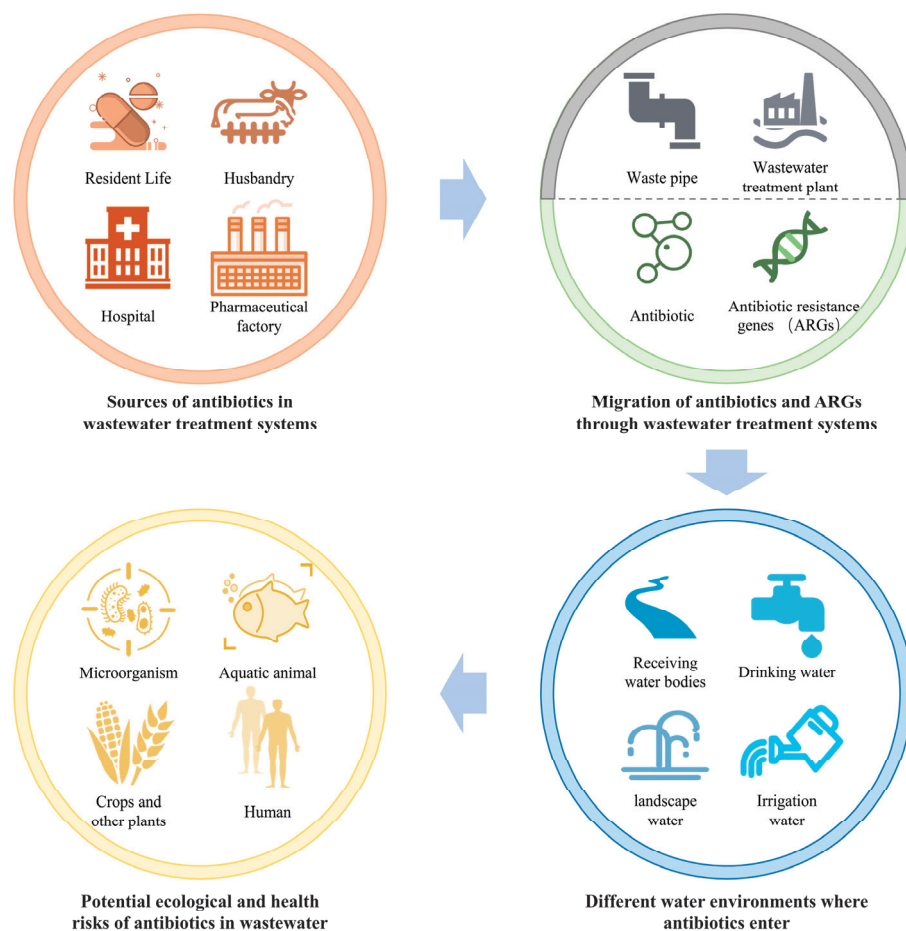 Resident Life
Husbandry
Hospital
Pharmaceutical
factory
Sources of antibiotics in
wastewater treatment systems
Waste pipe
Wastewater
treatment plant
Antibiotic
Antibiotic resistance
genes （ARGs）
Migration of antibiotics and ARGs
through wastewater treatment systems
Microorganism
Aquatic animal
Crops and
other plants
Human
Potential ecological and health
risks of antibiotics in wastewater
Receiving
water bodies
Drinking water
landscape
water
Irrigation
water
Different water environments where
antibiotics enter